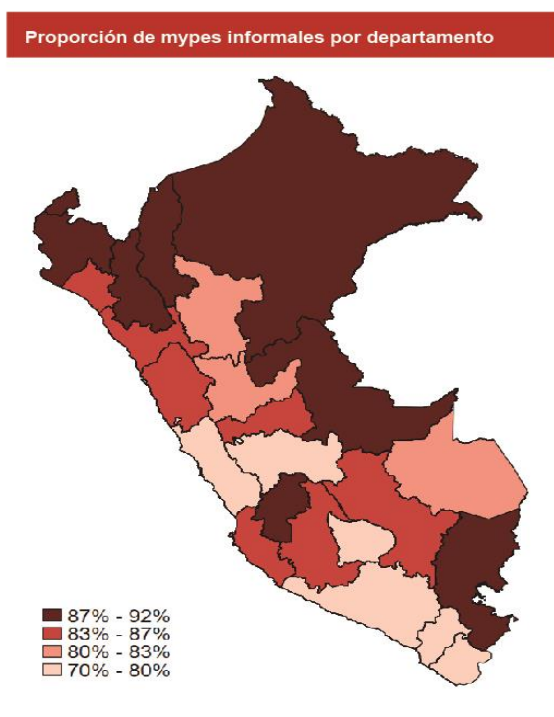 Proporción de mypes informales por departamento
87% - 92%
83% - 87%
80% - 83%
70% - 80%